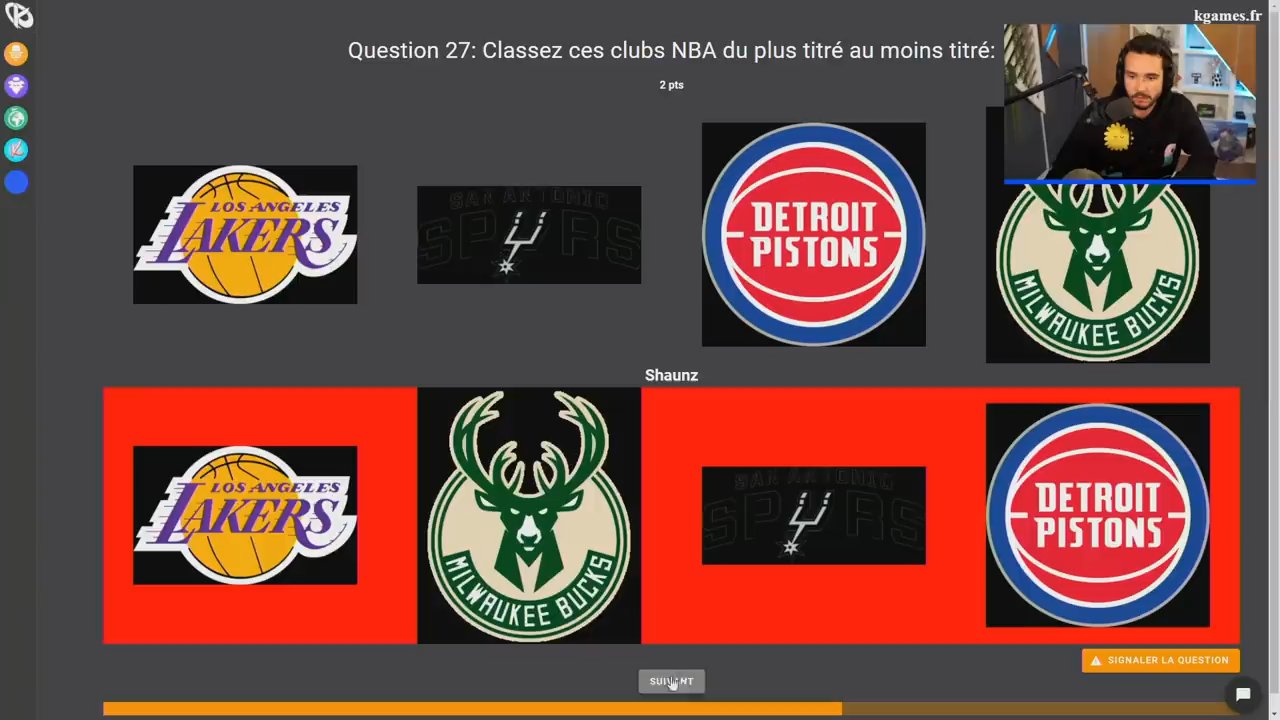 kgames.fr
Question 27: Classez ces clubs NBA du plus titré au moins titré:
2 pts
LOS ANGELES
LAKERS
SAN ANTONIO
SPURS
DETROIT
PISTONS
MILWAUKEE BUCKS
Shaunz
LOS ANGELES
LAKERS
MILWAUKEE BUCKS
SAN ANTONIO
SPURS
DETROIT
PISTONS
SIGNALER LA QUESTION
SUIVANT